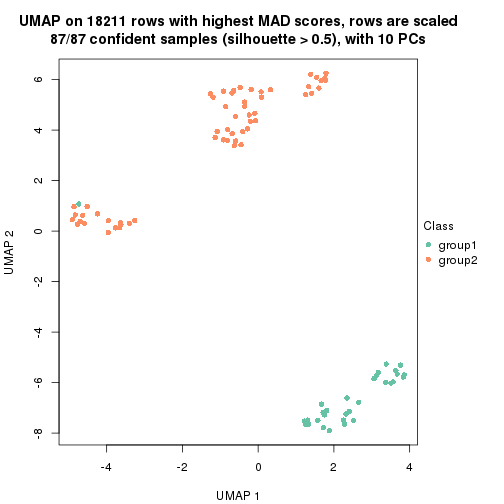 UMAP on 18211 rows with highest MAD scores, rows are scaled
87/87 confident samples (silhouette > 0.5), with 10 PCs
6
4
2
0
-2
-4
-6
-8
UMAP 2
Class
group1
group2
-4 -2 0 2 4
UMAP 1